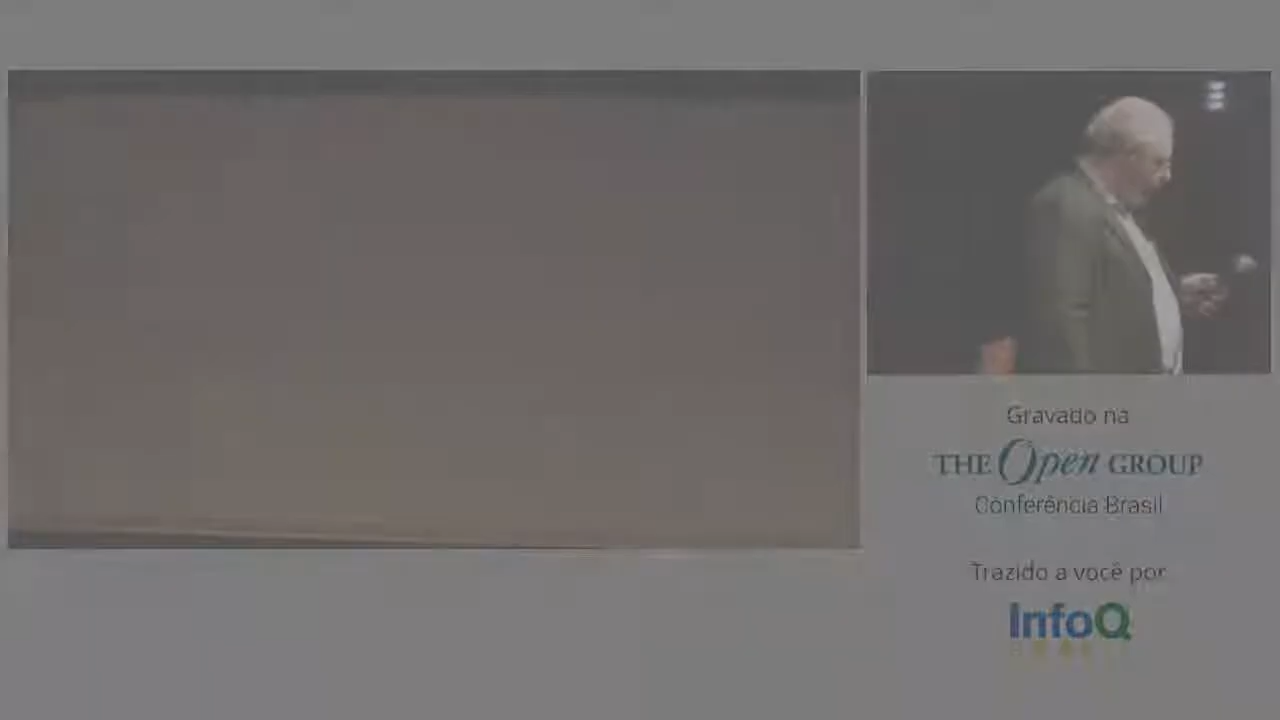 Gravado na
THE Open GROUP
Conferência Brasil
Trazido a você por
InfoQ